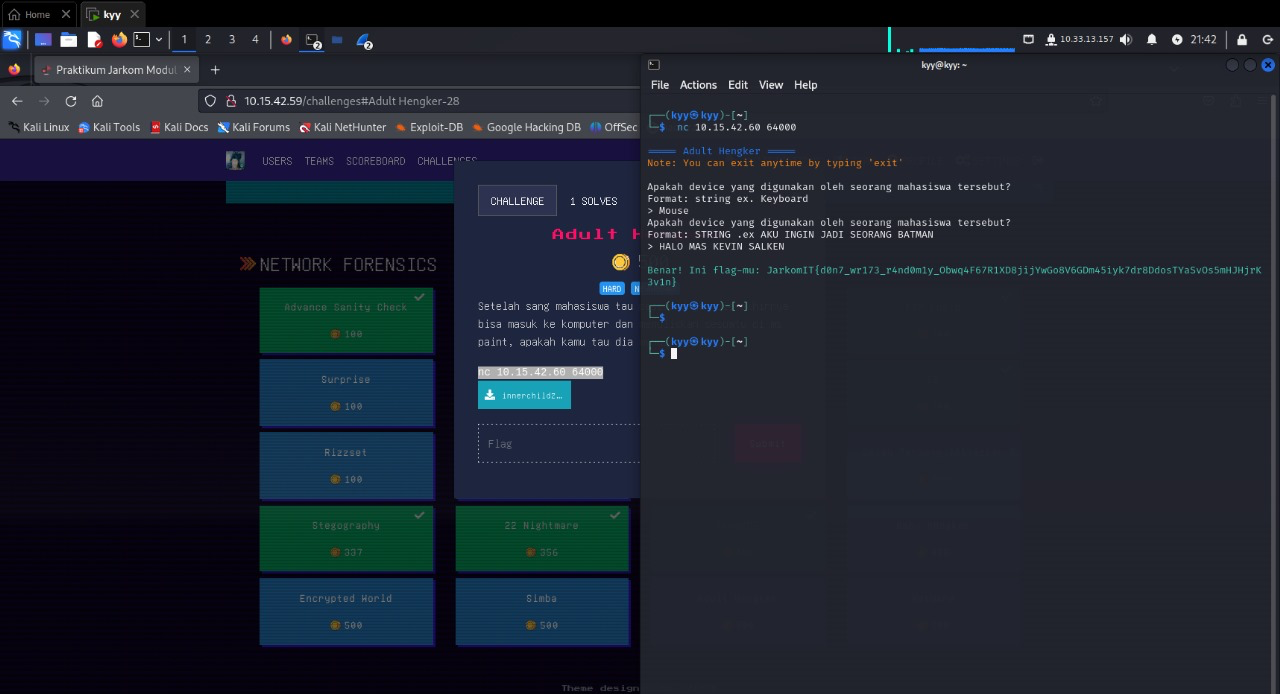 Home
kyy
1 2 3 4
10.33.13.157
21:42
Praktikum Jarkom Modul
10.15.42.59/challenges#Adult Hengker-28
Kali Linux Kali Tools Kali Docs Kali Forums Kali NetHunter Exploit-DB Google Hacking DB OffSec
USERS TEAMS SCOREBOARD CHALLENGES
NETWORK FORENSICS
Advance Sanity Check
100
Surprise
100
Rizzset
100
Stegography
337
22 Nightmare
356
Encrypted World
500
Simba
500
Theme design
CHALLENGE 1 SOLVES
Adult H
HARD
Setelah sang mahasiswa tau
bisa masuk ke komputer dan
paint, apakah kamu tau dia
nc 10.15.42.60 64000
innerchild2…
Flag
kyy@kyy: ~
File Actions Edit View Help
┌──(kyy㉿kyy)-[~]
└─$ nc 10.15.42.60 64000
===== Adult Hengker =====
Note: You can exit anytime by typing 'exit'
Apakah device yang digunakan oleh seorang mahasiswa tersebut?
Format: string ex. Keyboard
> Mouse
Apakah device yang digunakan oleh seorang mahasiswa tersebut?
Format: STRING .ex AKU INGIN JADI SEORANG BATMAN
> HALO MAS KEVIN SALKEN
Benar! Ini flag-mu: JarkomIT{d0n7_wr173_r4nd0m1y_Obwq4F67R1XD8jijYwGo8V6GDm45iyk7dr8DdosTYaSvOs5mHJHjrK
3v1n}
┌──(kyy㉿kyy)-[~]
└─$
┌──(kyy㉿kyy)-[~]
└─$